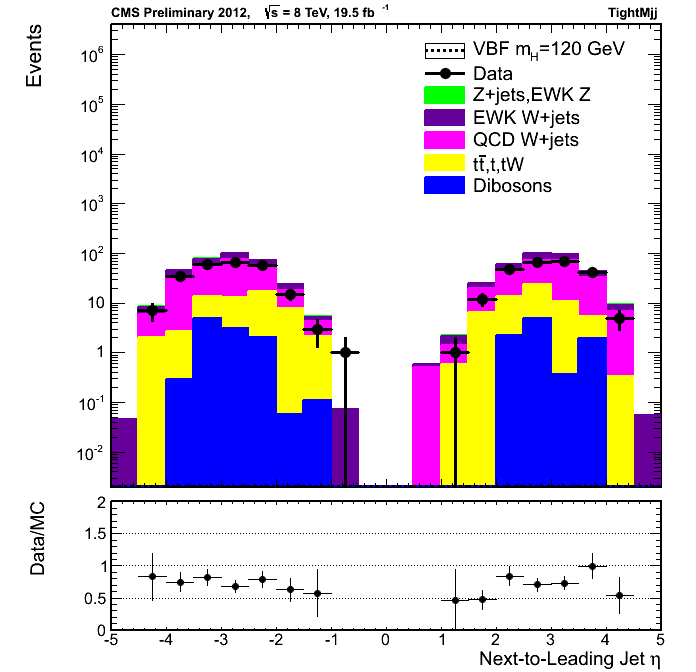 CMS Preliminary 2012, √s = 8 TeV, 19.5 fb⁻¹ TightMjj
Events
10⁶
10⁵
10⁴
10³
10²
10
1
10⁻¹
10⁻²
VBF m_H=120 GeV
Data
Z+jets,EWK Z
EWK W+jets
QCD W+jets
tt̄,t,tW
Dibosons
Data/MC
2
1.5
1
0.5
0
-5 -4 -3 -2 -1 0 1 2 3 4 5
Next-to-Leading Jet η